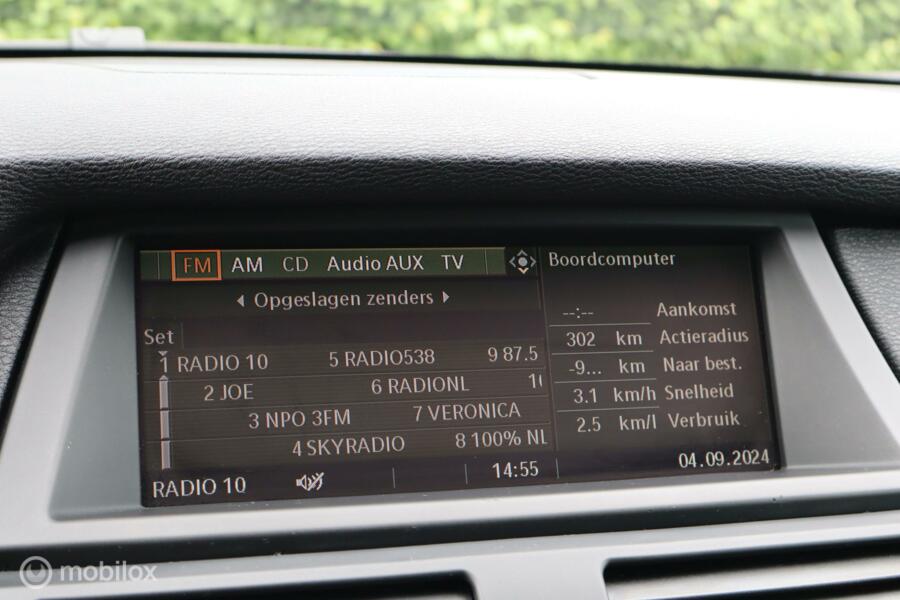 FM AM CD Audio AUX TV
Opgeslagen zenders
Set
1 RADIO 10 5 RADIO538 9 87.5
2 JOE 6 RADIONL
3 NPO 3FM 7 VERONICA
4 SKYRADIO 8 100% NL
RADIO 10 14:55
Boordcomputer
--:-- Aankomst
302 km Actieradius
-9... km Naar best.
3.1 km/h Snelheid
2.5 km/l Verbruik
04.09.2024
mobilox